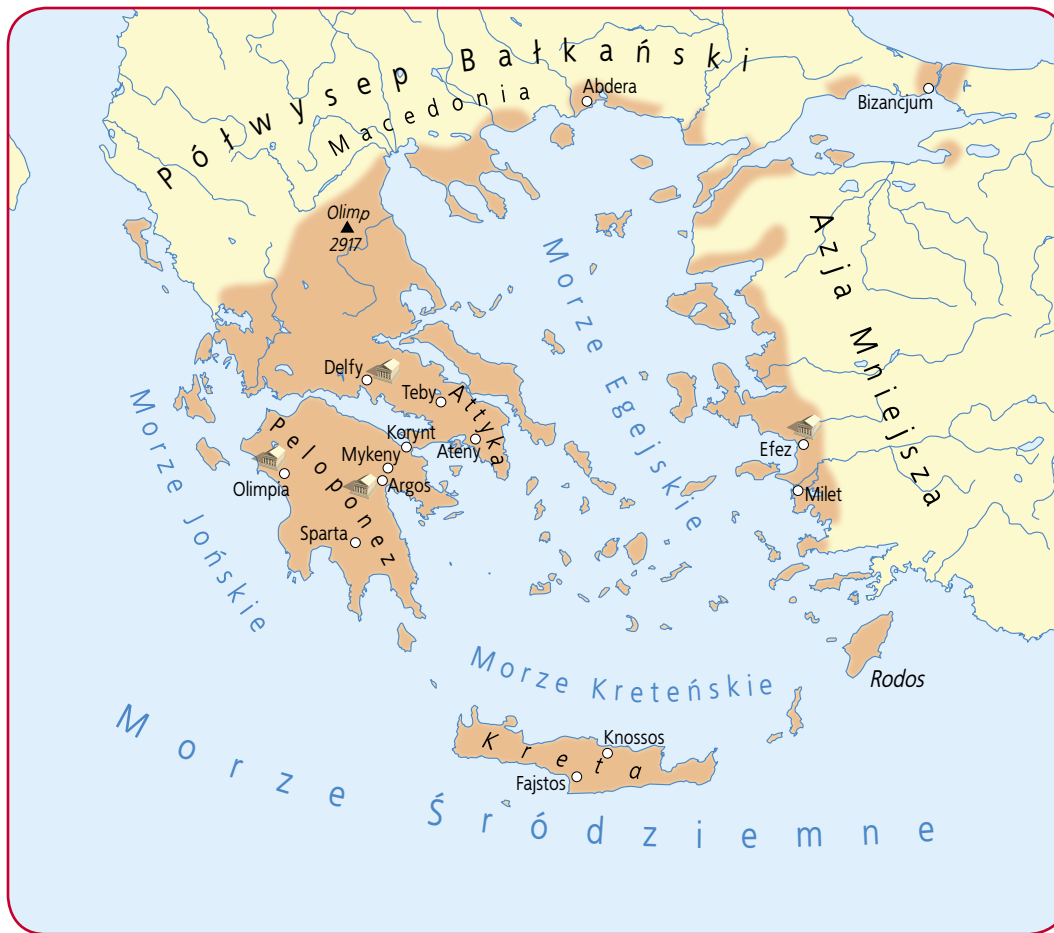 Półwysep Bałkański
Macedonia
Abdera
Bizancjum
Olimp
2917
Morze Egejskie
Azja Mniejsza
Delfy
Teby
Attyka
Morze Jońskie
Peloponez
Korynt
Mykeny
Ateny
Efez
Olimpia
Argos
Milet
Sparta
Morze Kreteńskie
Rodos
Morze Śródziemne
Kreta
Knossos
Fajstos